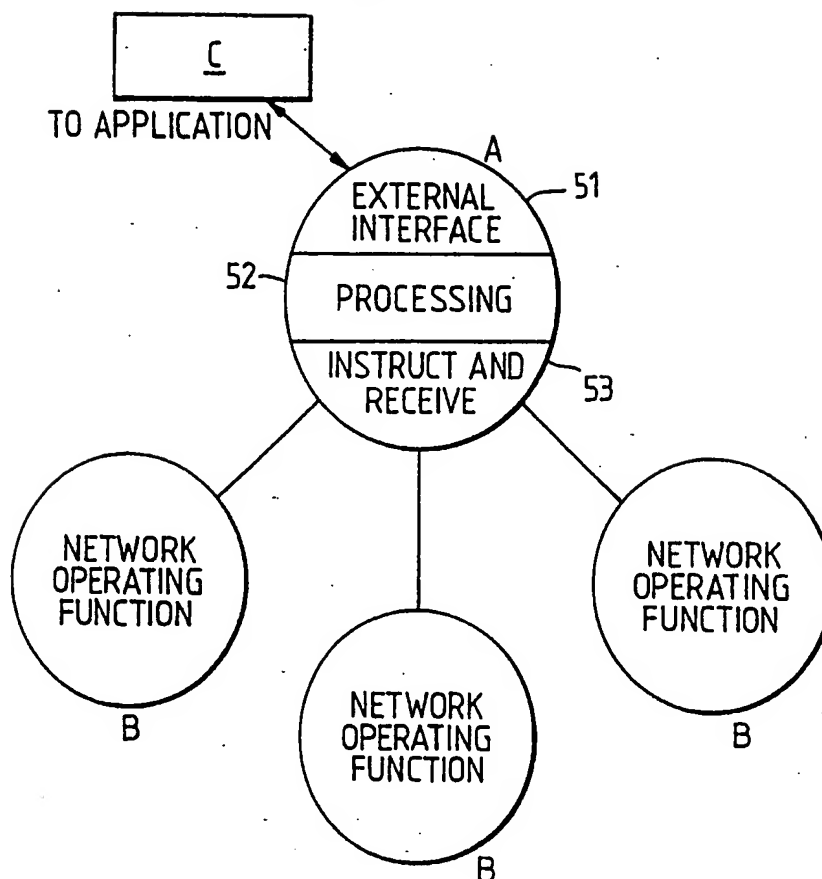 C
TO APPLICATION
A
EXTERNAL
INTERFACE
51
52
PROCESSING
INSTRUCT AND
RECEIVE
53
NETWORK
OPERATING
FUNCTION
B
NETWORK
OPERATING
FUNCTION
B
NETWORK
OPERATING
FUNCTION
B